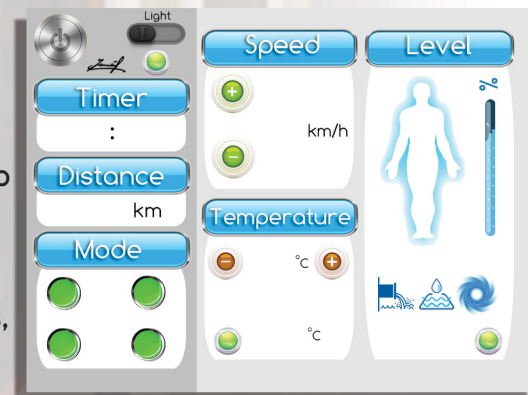 Light
Timer
:
Distance
km
Mode
Speed
+
−
km/h
Temperature
−
°C
+
°C
Level
%